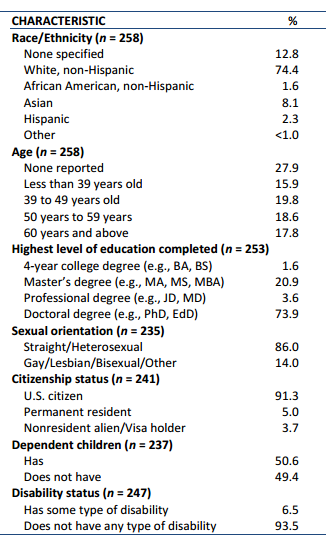 CHARACTERISTIC %
Race/Ethnicity (n = 258)
None specified 12.8
White, non-Hispanic 74.4
African American, non-Hispanic 1.6
Asian 8.1
Hispanic 2.3
Other <1.0
Age (n = 258)
None reported 27.9
Less than 39 years old 15.9
39 to 49 years old 19.8
50 years to 59 years 18.6
60 years and above 17.8
Highest level of education completed (n = 253)
4-year college degree (e.g., BA, BS) 1.6
Master's degree (e.g., MA, MS, MBA) 20.9
Professional degree (e.g., JD, MD) 3.6
Doctoral degree (e.g., PhD, EdD) 73.9
Sexual orientation (n = 235)
Straight/Heterosexual 86.0
Gay/Lesbian/Bisexual/Other 14.0
Citizenship status (n = 241)
U.S. citizen 91.3
Permanent resident 5.0
Nonresident alien/Visa holder 3.7
Dependent children (n = 237)
Has 50.6
Does not have 49.4
Disability status (n = 247)
Has some type of disability 6.5
Does not have any type of disability 93.5